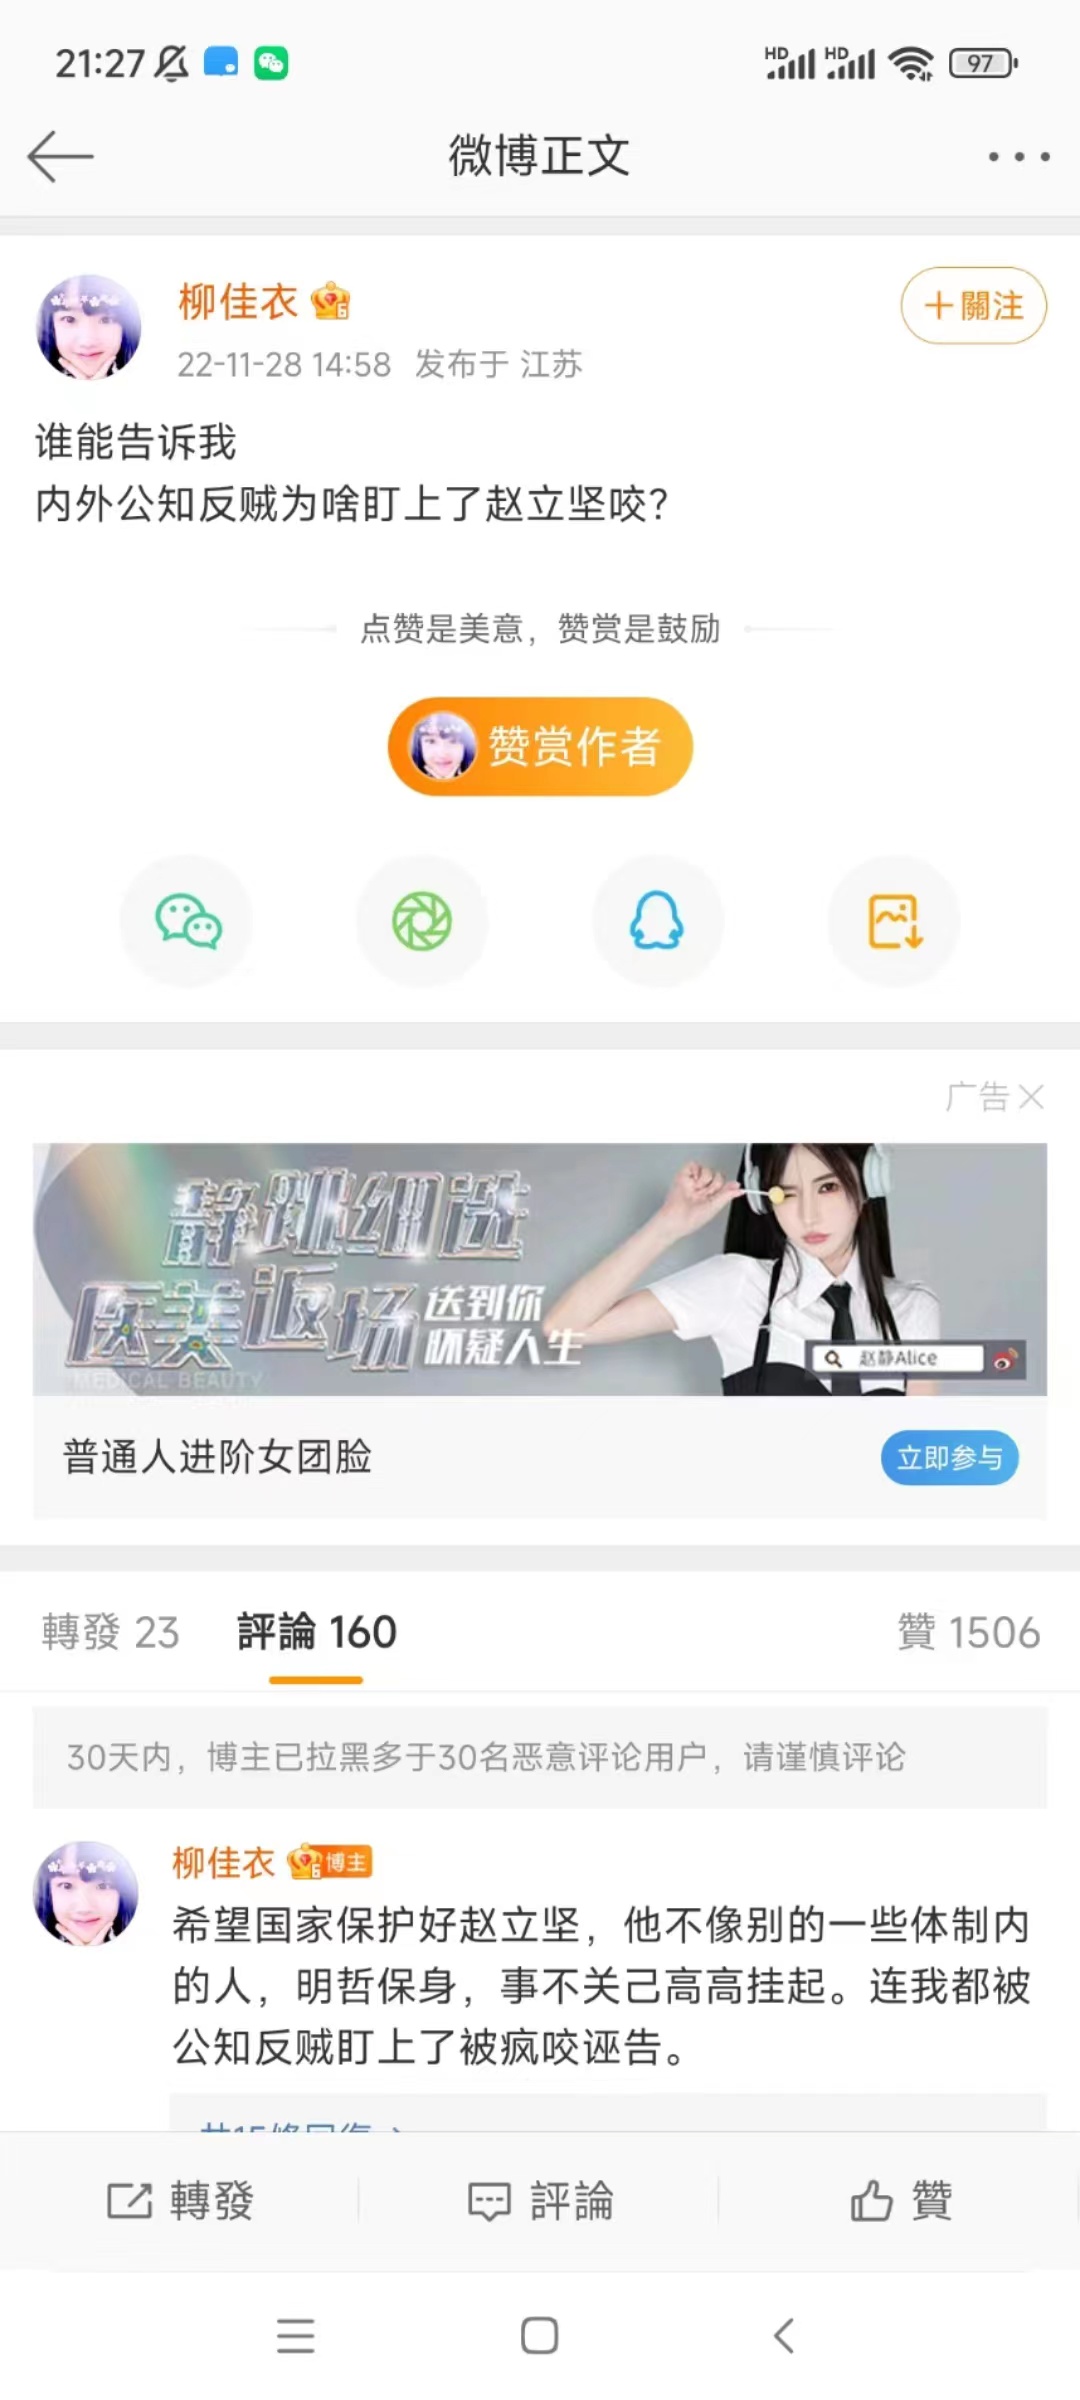 21:27
HD HD 97
微博正文
柳佳衣
+關注
22-11-28 14:58 发布于 江苏
谁能告诉我
内外公知反贼为啥盯上了赵立坚咬?
点赞是美意，赞赏是鼓励
赞赏作者
广告
静跳细选
医美返场
送到你
怀疑人生
MEDICAL BEAUTY
赵静Alice
普通人进阶女团脸
立即参与
轉發 23 評論 160 贊 1506
30天内，博主已拉黑多于30名恶意评论用户，请谨慎评论
柳佳衣 6 博主
希望国家保护好赵立坚，他不像别的一些体制内
的人，明哲保身，事不关己高高挂起。连我都被
公知反贼盯上了被疯咬诬告。
轉發 評論 贊